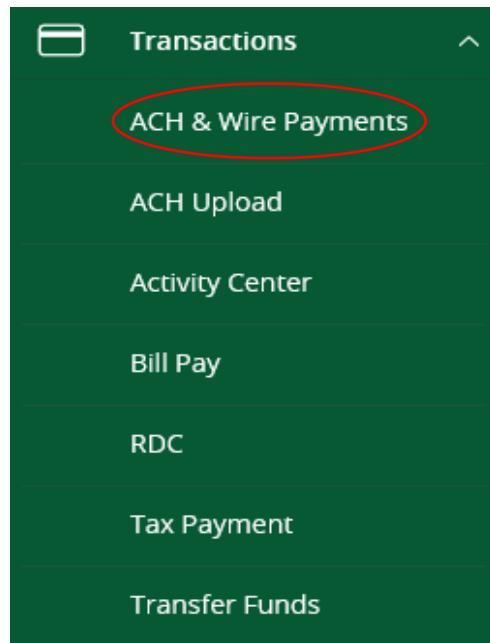 Transactions
ACH & Wire Payments
ACH Upload
Activity Center
Bill Pay
RDC
Tax Payment
Transfer Funds